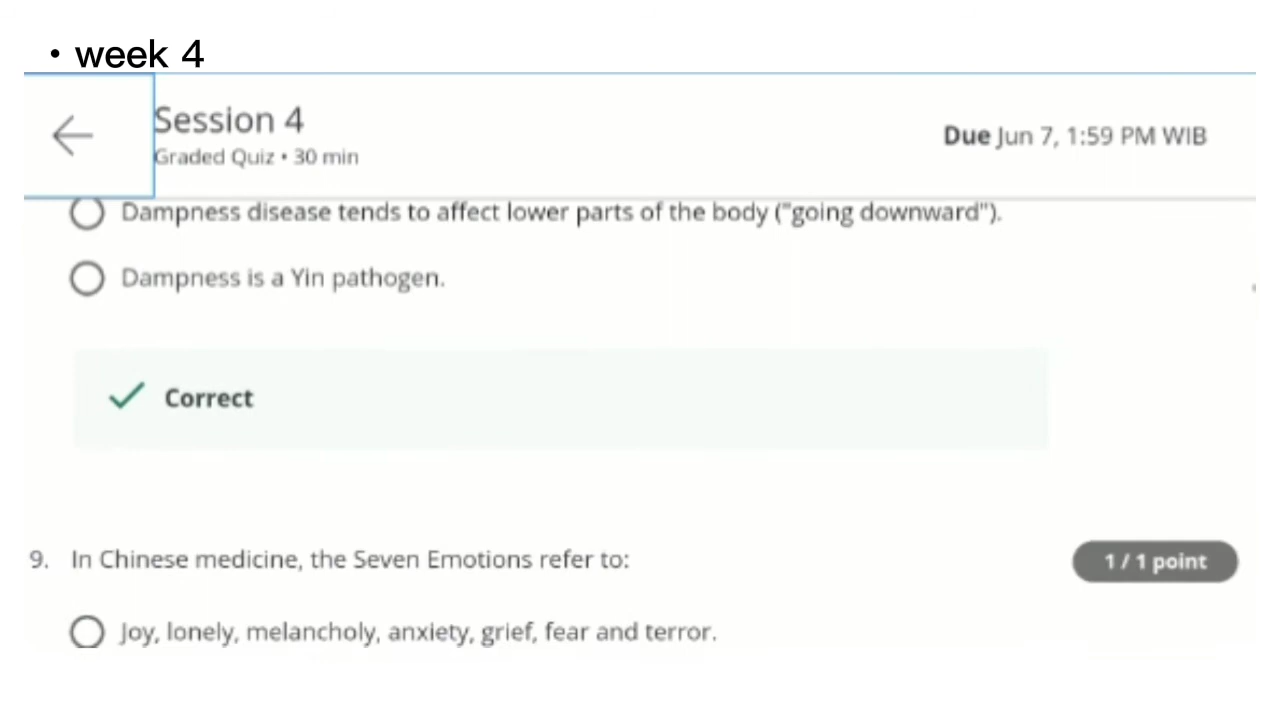 • week 4
Session 4
Graded Quiz • 30 min
Due Jun 7, 1:59 PM WIB
Dampness disease tends to affect lower parts of the body ("going downward").
Dampness is a Yin pathogen.
Correct
9. In Chinese medicine, the Seven Emotions refer to:
1 / 1 point
Joy, lonely, melancholy, anxiety, grief, fear and terror.